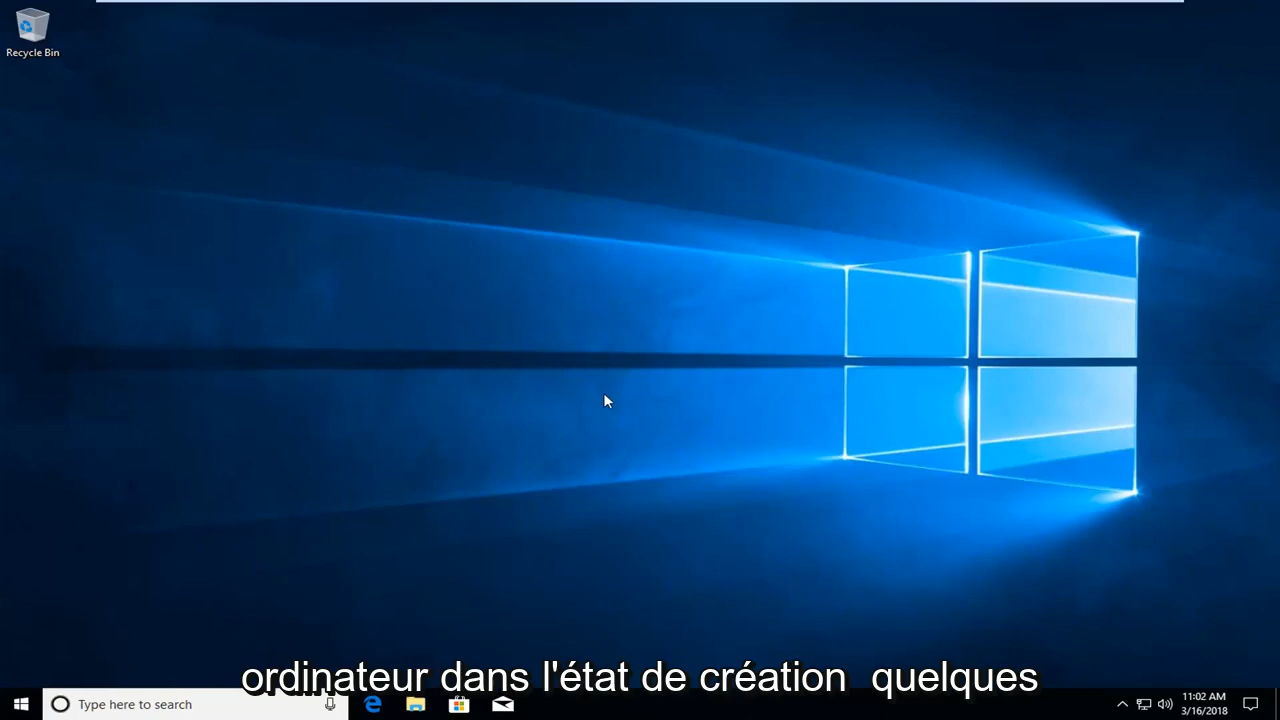 Recycle Bin
ordinateur dans l'état de création quelques
Type here to search
11:02 AM
3/16/2018